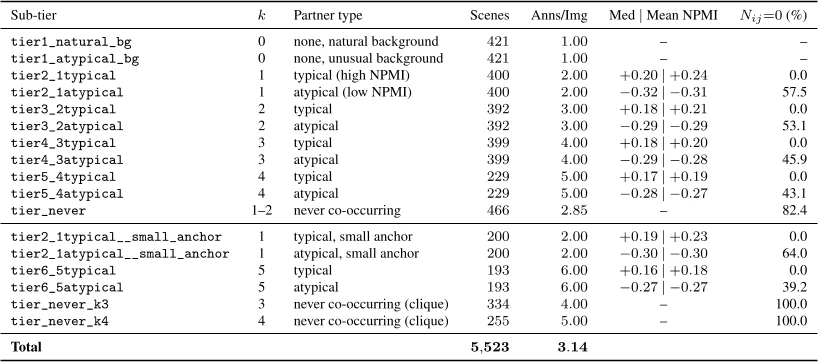 Sub-tier k Partner type Scenes Anns/Img Med | Mean NPMI N_ij=0 (%)
tier1_natural_bg 0 none, natural background 421 1.00 – –
tier1_atypical_bg 0 none, unusual background 421 1.00 – –
tier2_1typical 1 typical (high NPMI) 400 2.00 +0.20 | +0.24 0.0
tier2_1atypical 1 atypical (low NPMI) 400 2.00 −0.32 | −0.31 57.5
tier3_2typical 2 typical 392 3.00 +0.18 | +0.21 0.0
tier3_2atypical 2 atypical 392 3.00 −0.29 | −0.29 53.1
tier4_3typical 3 typical 399 4.00 +0.18 | +0.20 0.0
tier4_3atypical 3 atypical 399 4.00 −0.29 | −0.28 45.9
tier5_4typical 4 typical 229 5.00 +0.17 | +0.19 0.0
tier5_4atypical 4 atypical 229 5.00 −0.28 | −0.27 43.1
tier_never 1–2 never co-occurring 466 2.85 – 82.4
tier2_1typical__small_anchor 1 typical, small anchor 200 2.00 +0.19 | +0.23 0.0
tier2_1atypical__small_anchor 1 atypical, small anchor 200 2.00 −0.30 | −0.30 64.0
tier6_5typical 5 typical 193 6.00 +0.16 | +0.18 0.0
tier6_5atypical 5 atypical 193 6.00 −0.27 | −0.27 39.2
tier_never_k3 3 never co-occurring (clique) 334 4.00 – 100.0
tier_never_k4 4 never co-occurring (clique) 255 5.00 – 100.0
Total 5,523 3.14